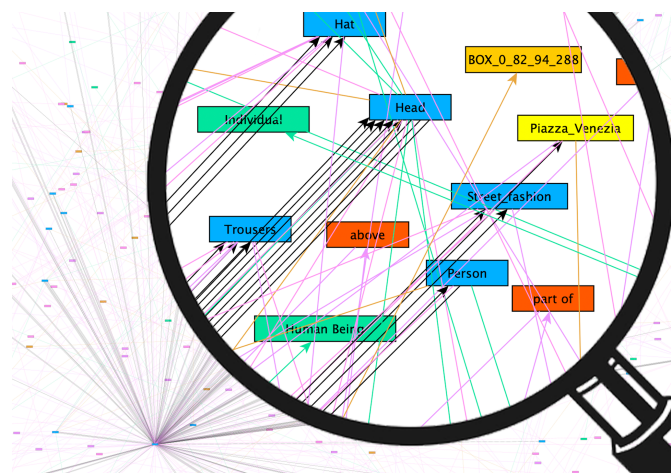 Hat
BOX_0_82_94_288
Head
Individual
Piazza_Venezia
Street_fashion
Trousers
above
Person
part of
Human Being